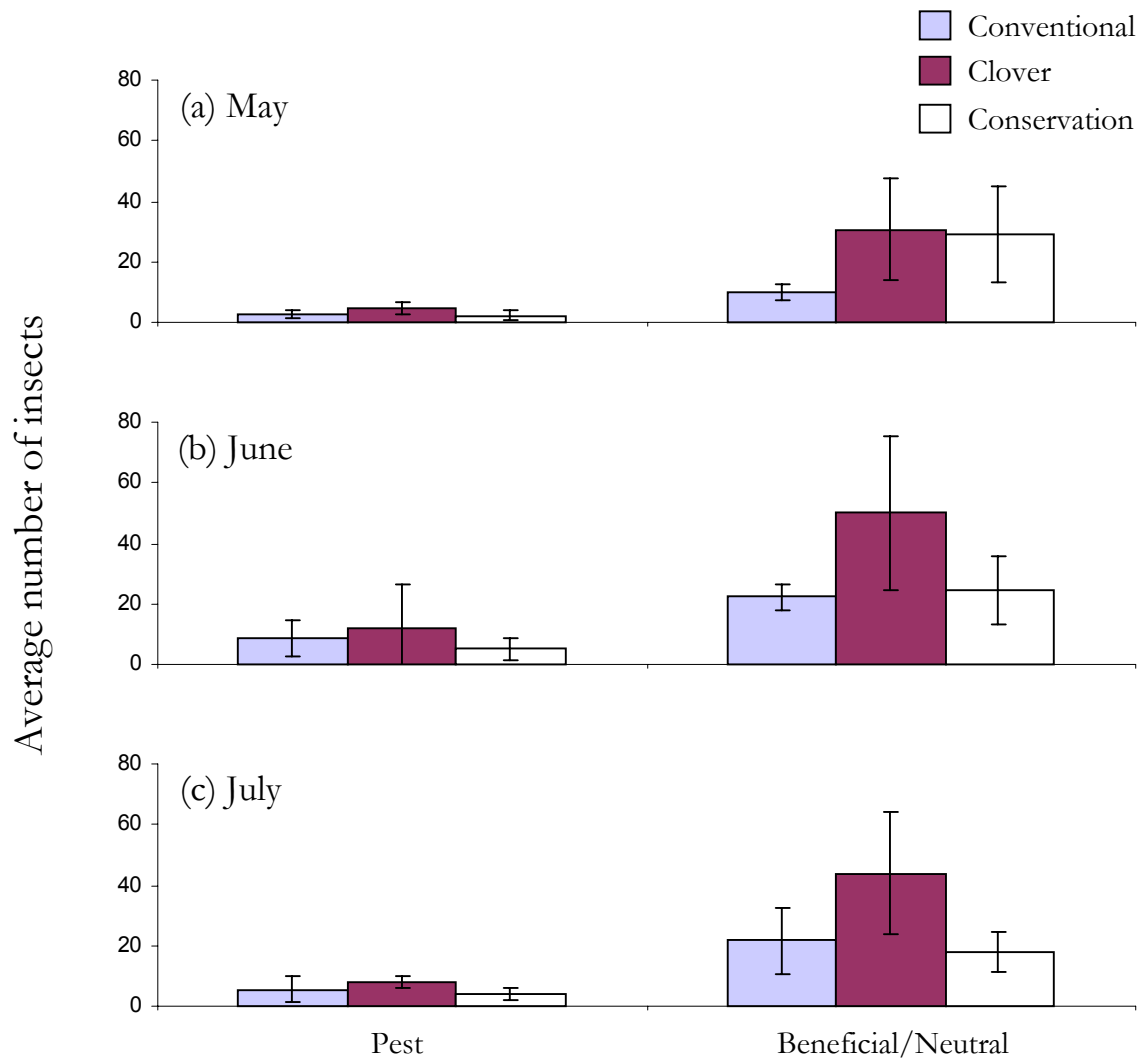 Conventional
Clover
Conservation
Average number of insects
(a) May
80
60
40
20
0
(b) June
80
60
40
20
0
(c) July
80
60
40
20
0
Pest
Beneficial/Neutral